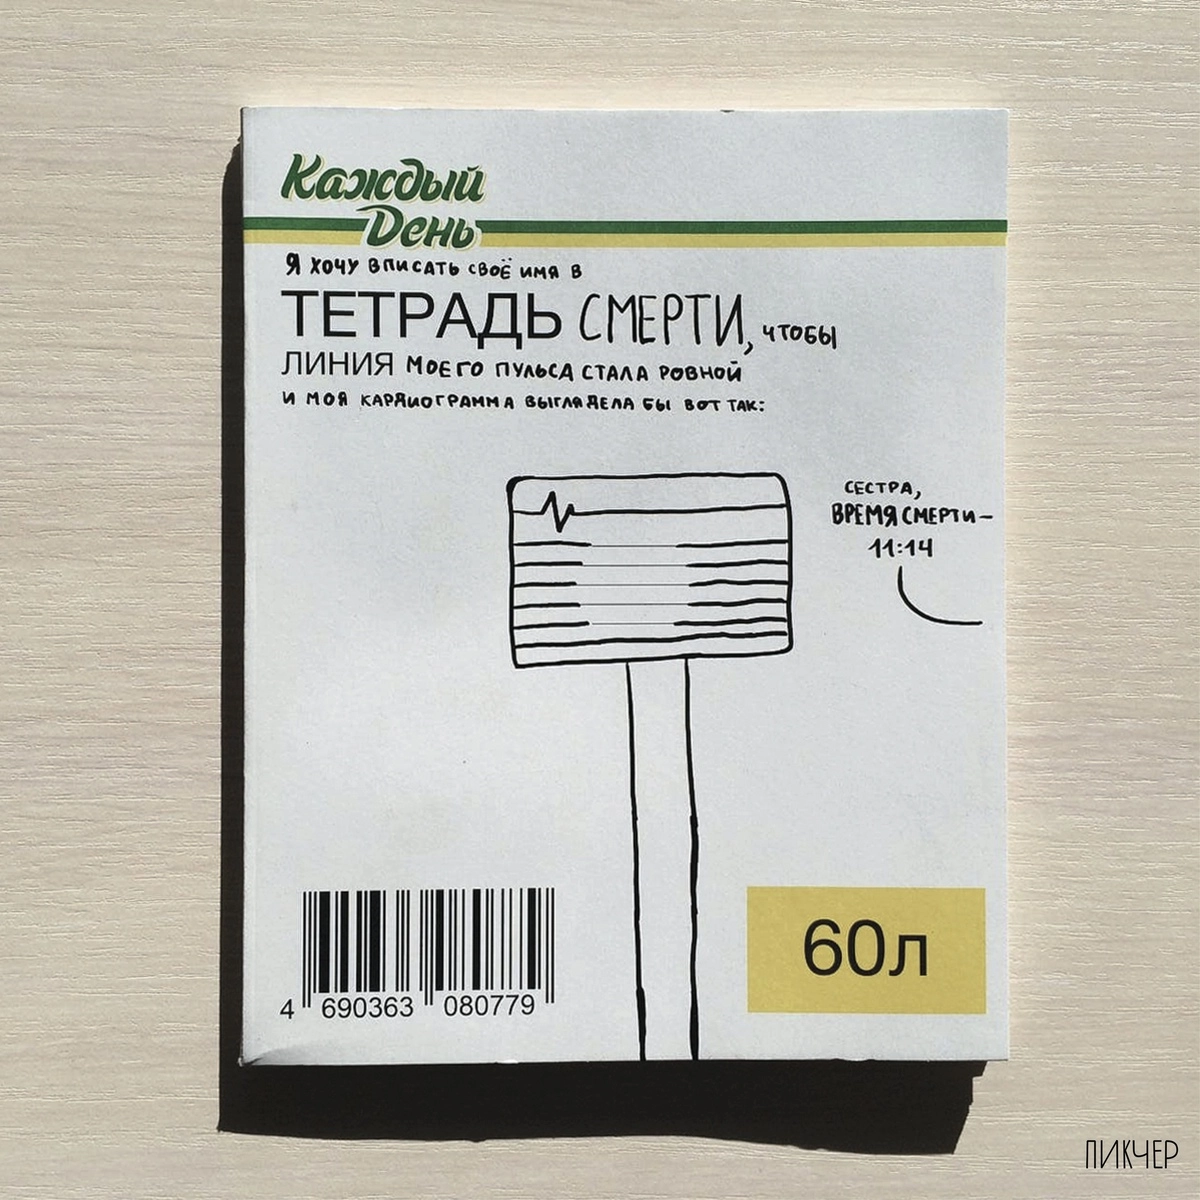 Каждый
День
Я ХОЧУ ВПИСАТЬ СВОЁ ИМЯ В
ТЕТРАДЬ СМЕРТИ, ЧТОБЫ
ЛИНИЯ МОЕГО ПУЛЬСА СТАЛА РОВНОЙ
И МОЯ КАРДИОГРАММА ВЫГЛЯДЕЛА БЫ ВОТ ТАК:
СЕСТРА,
ВРЕМЯ СМЕРТИ–
11:14
60л
4 690363 080779
ПИКЧЕР